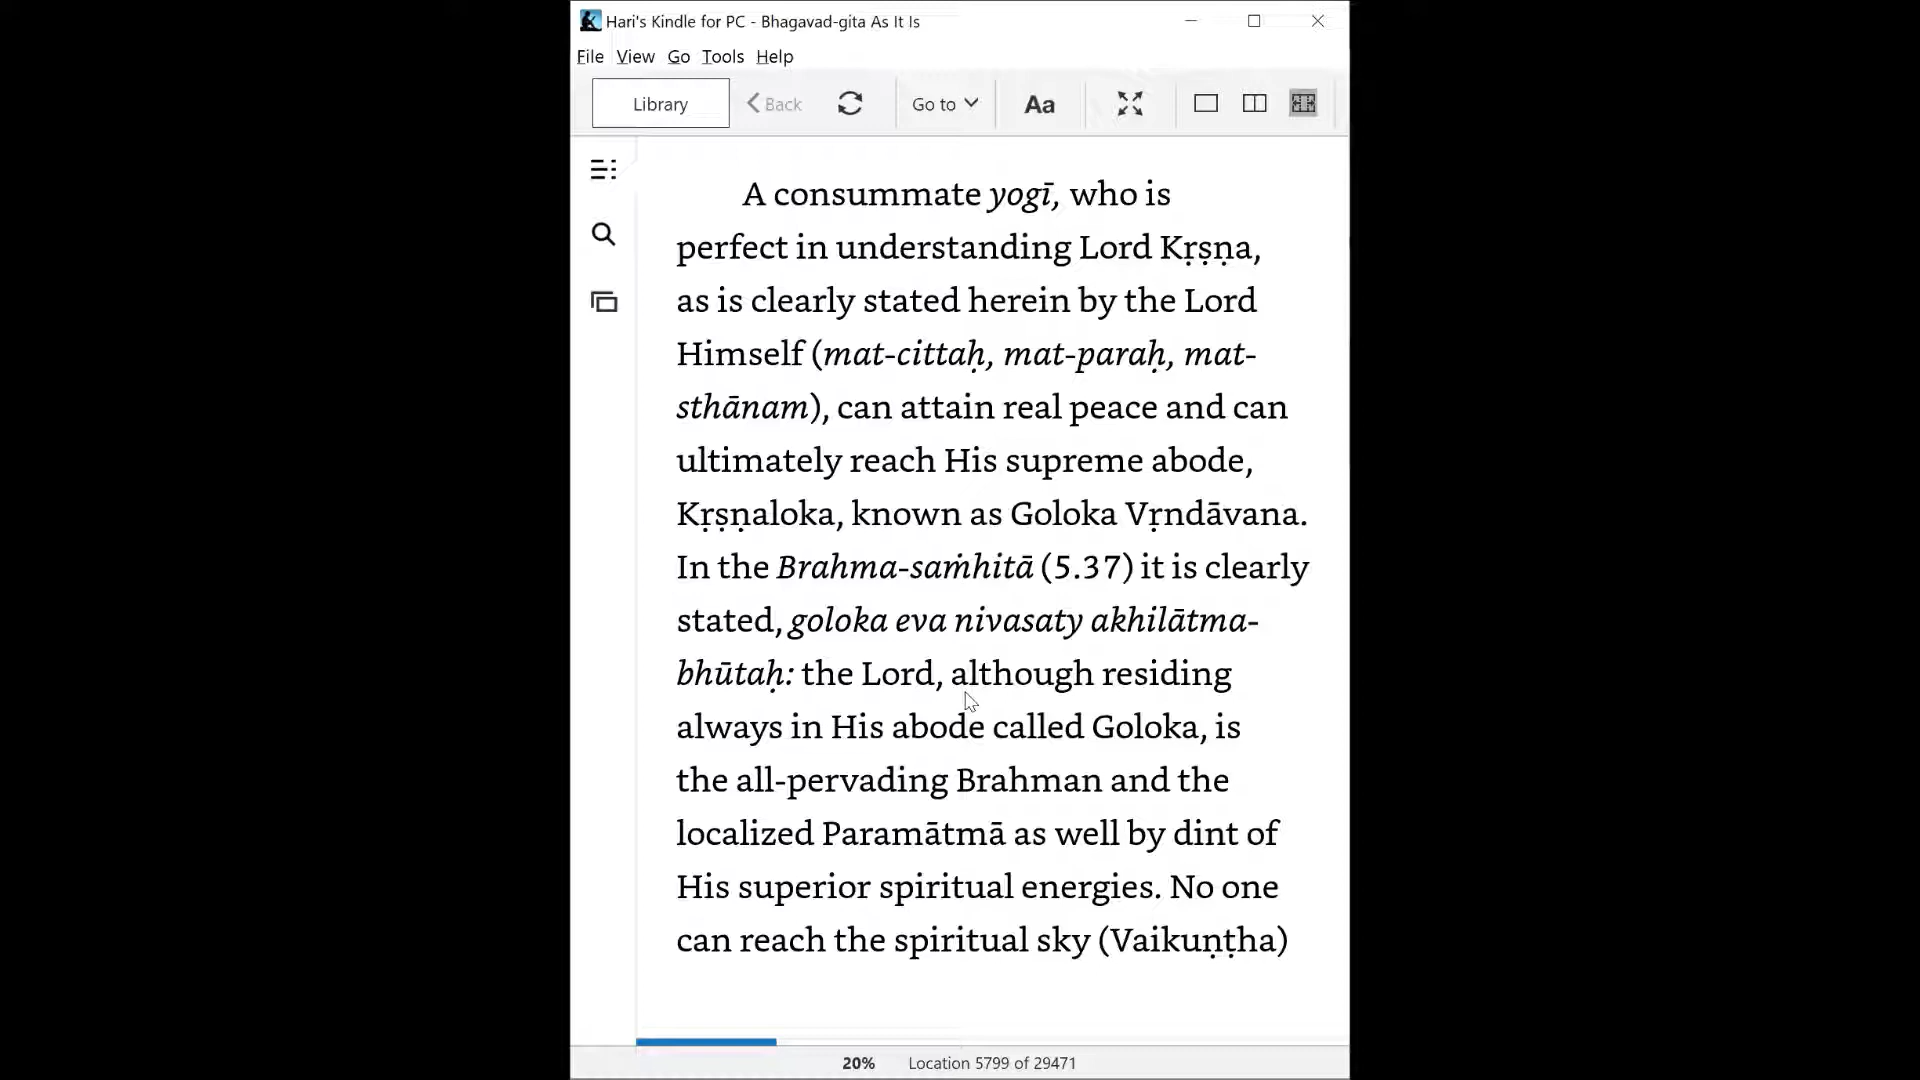 Hari's Kindle for PC - Bhagavad-gita As It Is
File View Go Tools Help
Library Back Go to Aa
A consummate yogī, who is
perfect in understanding Lord Kṛṣṇa,
as is clearly stated herein by the Lord
Himself (mat-cittaḥ, mat-paraḥ, mat-
sthānam), can attain real peace and can
ultimately reach His supreme abode,
Kṛṣṇaloka, known as Goloka Vṛndāvana.
In the Brahma-saṁhitā (5.37) it is clearly
stated, goloka eva nivasaty akhilātma-
bhūtaḥ: the Lord, although residing
always in His abode called Goloka, is
the all-pervading Brahman and the
localized Paramātmā as well by dint of
His superior spiritual energies. No one
can reach the spiritual sky (Vaikuṇṭha)
20% Location 5799 of 29471